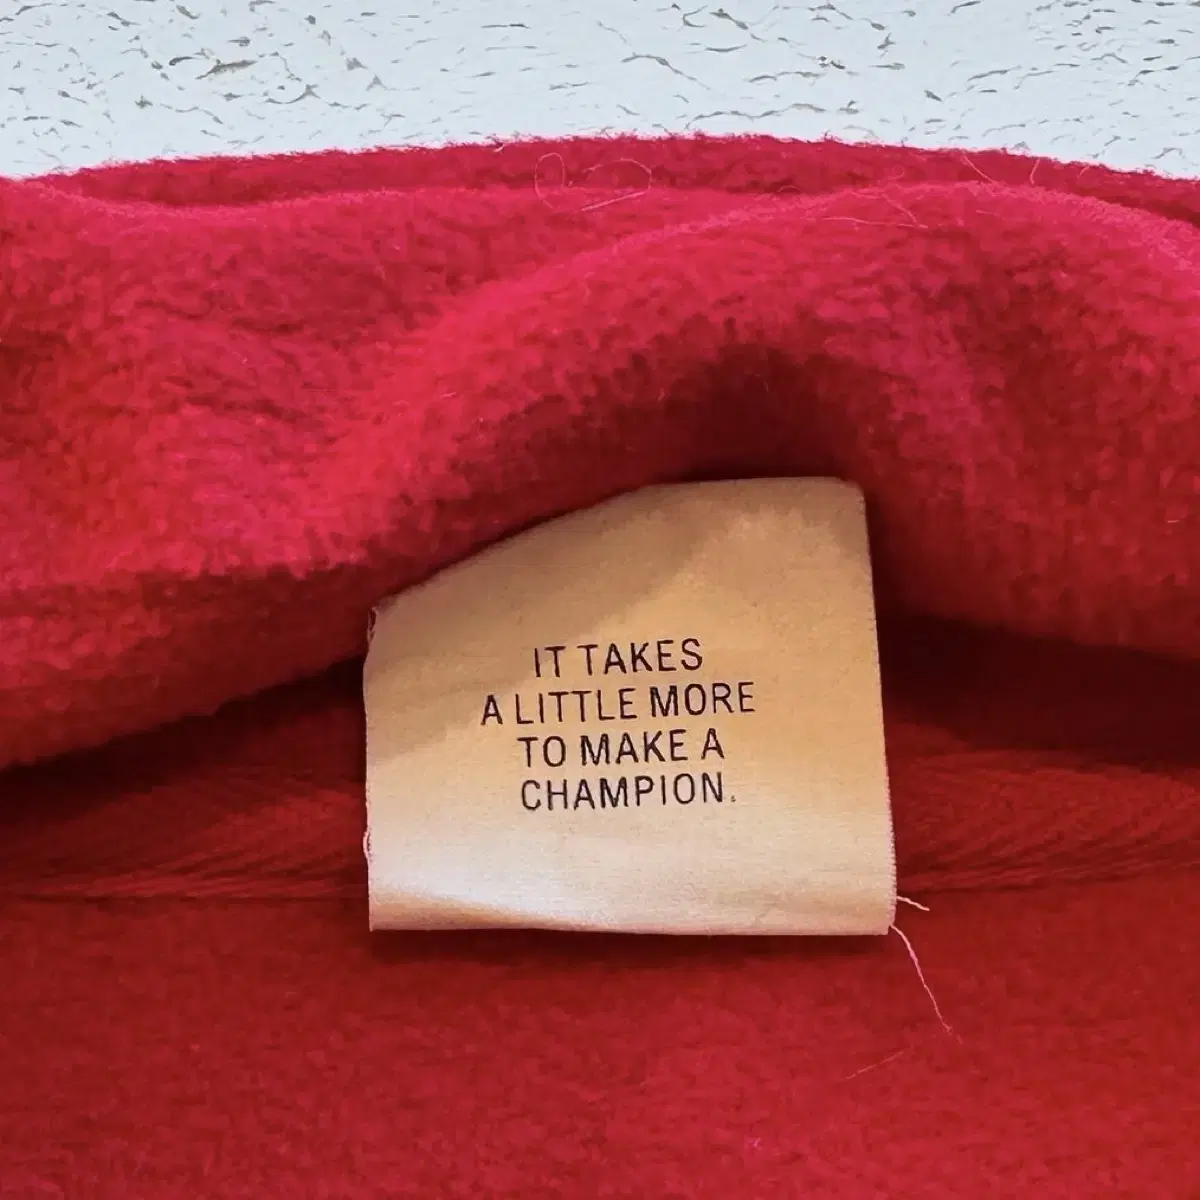 IT TAKES
A LITTLE MORE
TO MAKE A
CHAMPION.